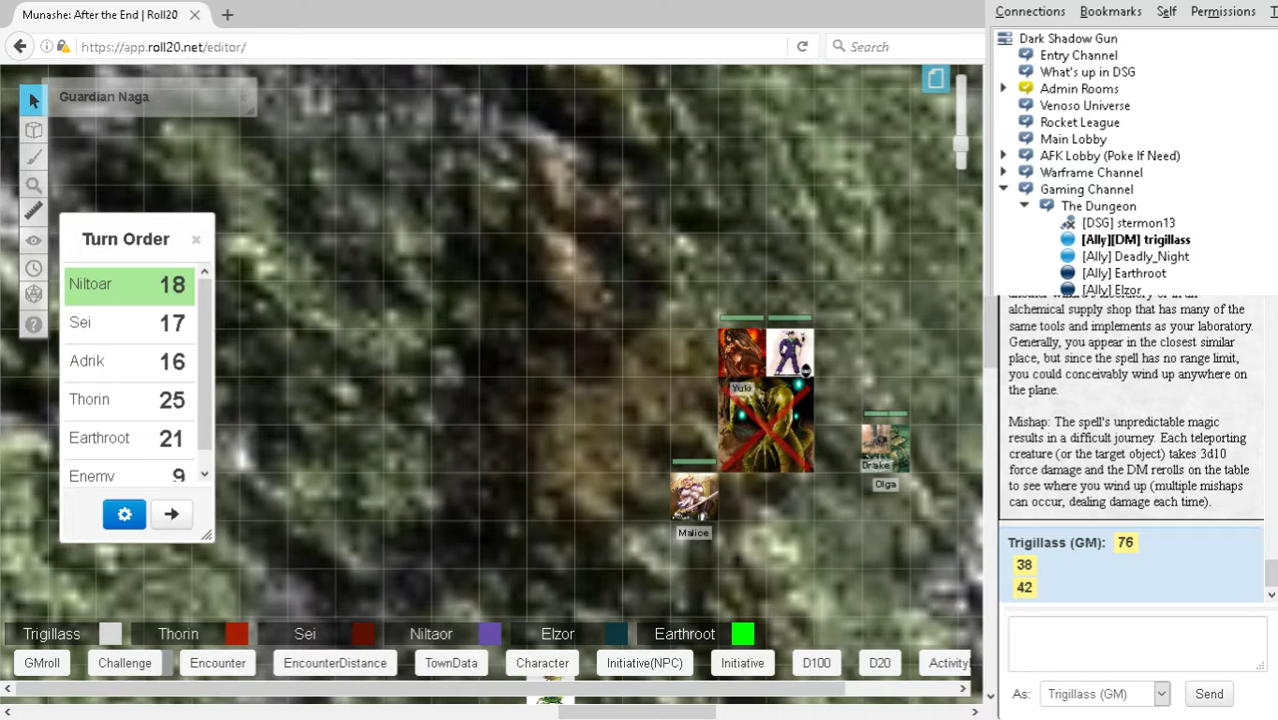 Munashe: After the End | Roll20
https://app.roll20.net/editor/
Search
Guardian Naga
Turn Order
Niltoar 18
Sei 17
Adrik 16
Thorin 25
Earthroot 21
Enemy 9
Yuki
Drake
Olga
Malice
Trigillass
Thorin
Sei
Niltaor
Elzor
Earthroot
GMroll
Challenge
Encounter
EncounterDistance
TownData
Character
Initiative(NPC)
Initiative
D100
D20
Activity
Connections Bookmarks Self Permissions T
Dark Shadow Gun
Entry Channel
What's up in DSG
Admin Rooms
Venoso Universe
Rocket League
Main Lobby
AFK Lobby (Poke If Need)
Warframe Channel
Gaming Channel
The Dungeon
[DSG] stermon13
[Ally][DM] trigillass
[Ally] Deadly_Night
[Ally] Earthroot
[Ally] Elzor
another wizard's laboratory or in an
alchemical supply shop that has many of the
same tools and implements as your laboratory.
Generally, you appear in the closest similar
place, but since the spell has no range limit,
you could conceivably wind up anywhere on
the plane.
Mishap: The spell's unpredictable magic
results in a difficult journey. Each teleporting
creature (or the target object) takes 3d10
force damage and the DM rerolls on the table
to see where you wind up (multiple mishaps
can occur, dealing damage each time).
Trigillass (GM): 76
38
42
As: Trigillass (GM)
Send